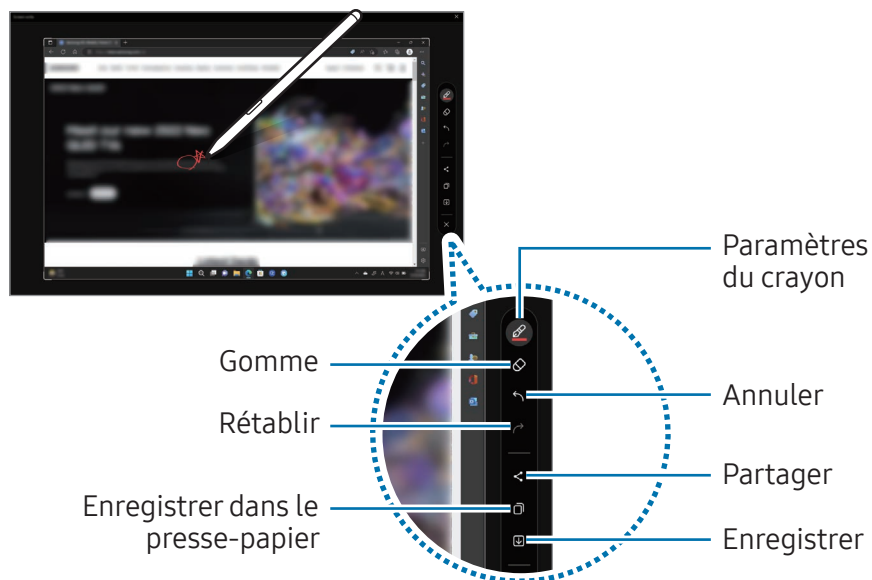 Paramètres
du crayon
Gomme
Annuler
Rétablir
Partager
Enregistrer dans le
presse-papier
Enregistrer